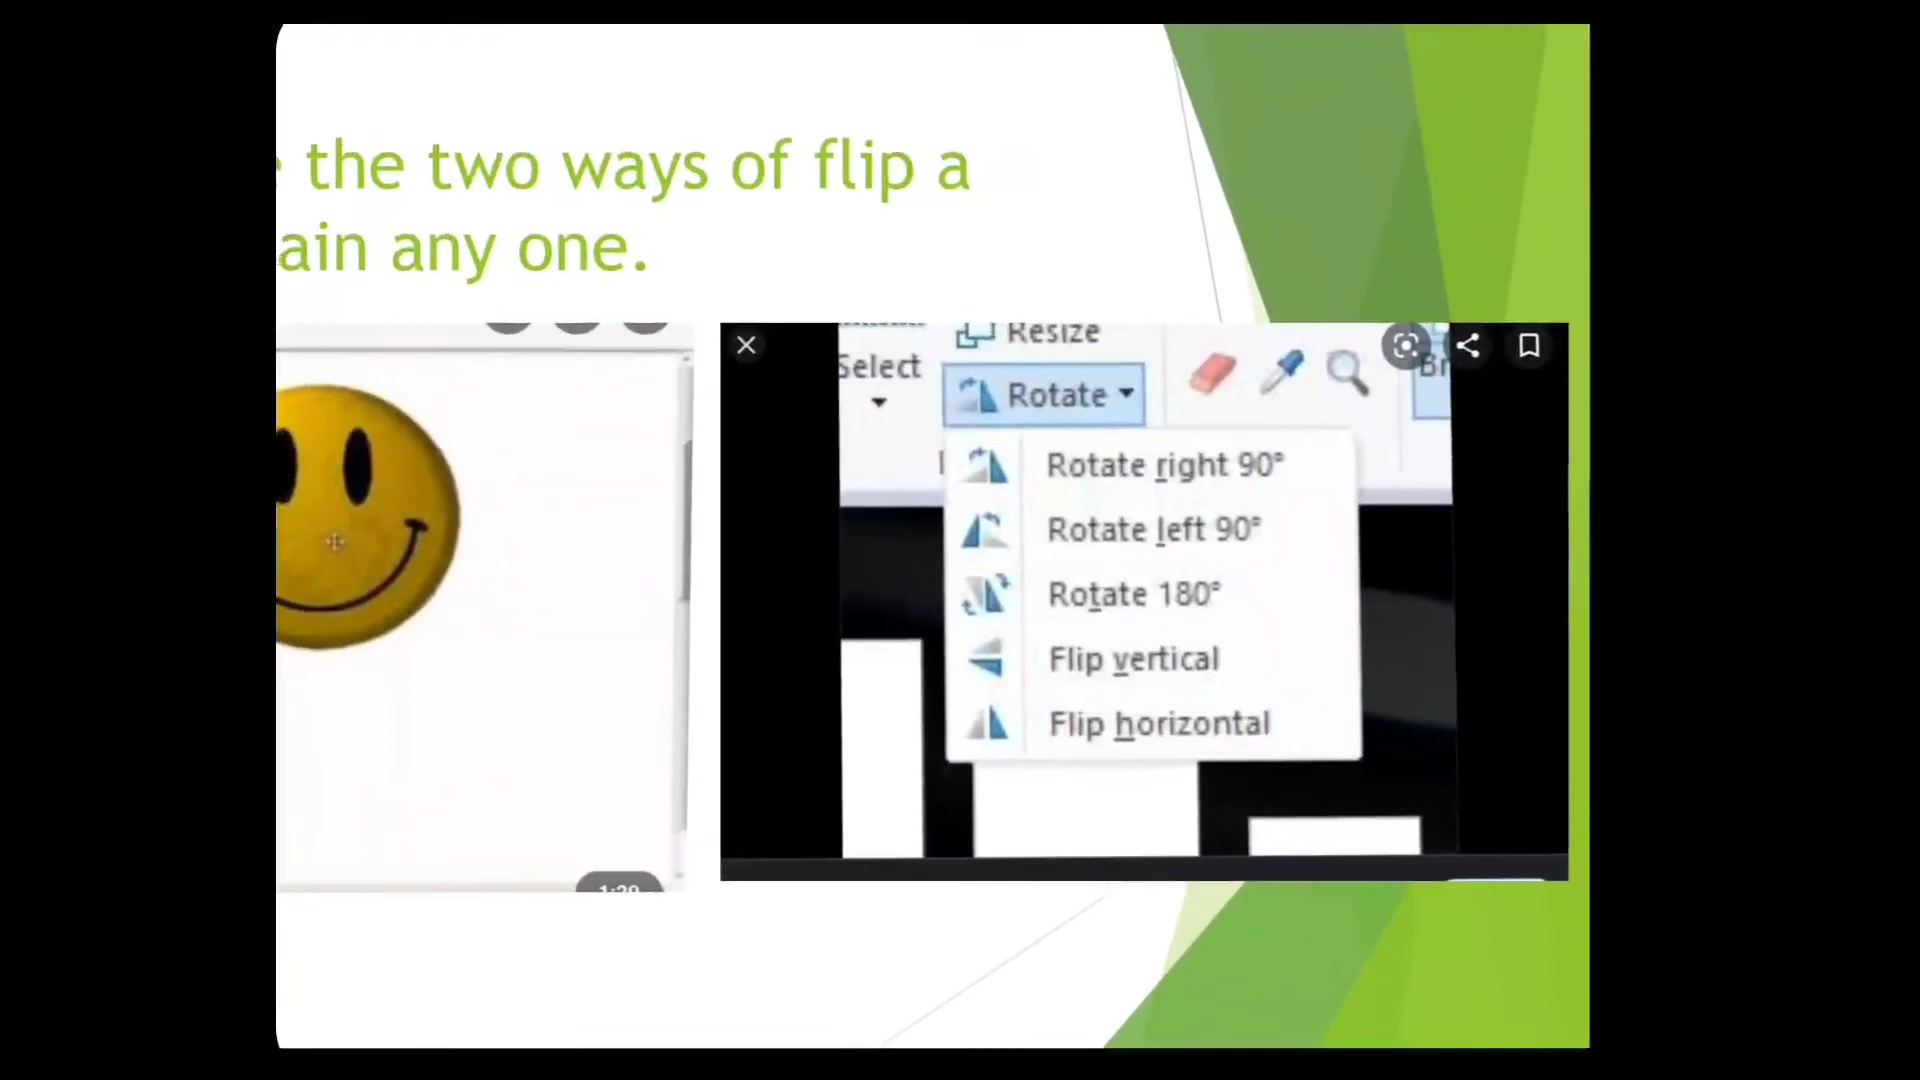 the two ways of flip a
ain any one.
Resize
Select
Rotate
Rotate right 90°
Rotate left 90°
Rotate 180°
Flip vertical
Flip horizontal
Br